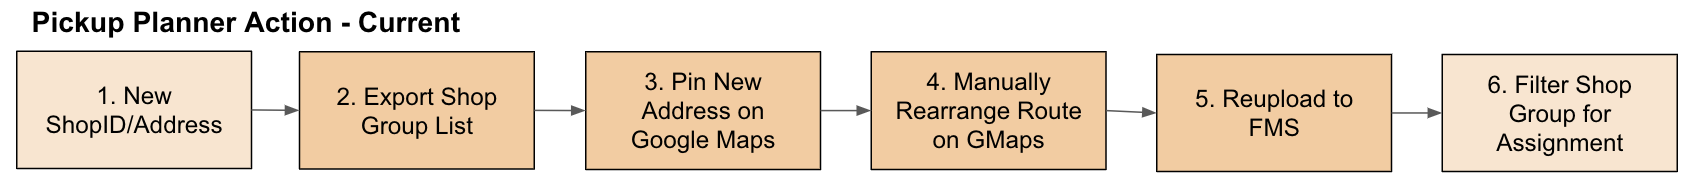 Pickup Planner Action - Current
1. New
ShopID/Address
2. Export Shop
Group List
3. Pin New
Address on
Google Maps
4. Manually
Rearrange Route
on GMaps
5. Reupload to
FMS
6. Filter Shop
Group for
Assignment